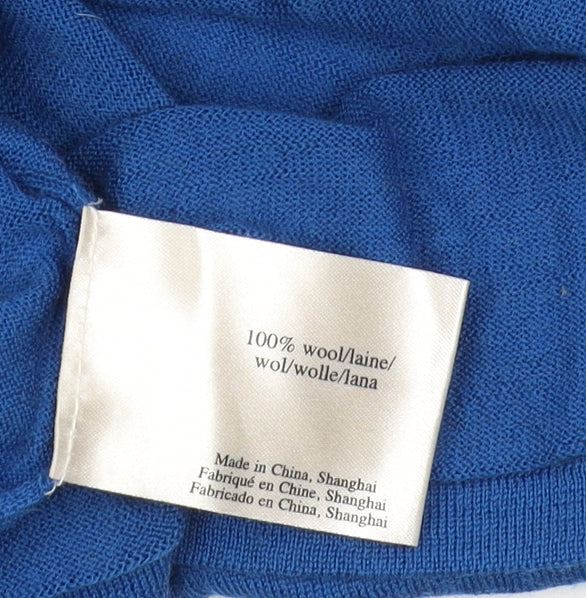 100% wool/laine/
wol/wolle/lana
Made in China, Shanghai
Fabriqué en Chine, Shanghai
Fabricado en China, Shanghai